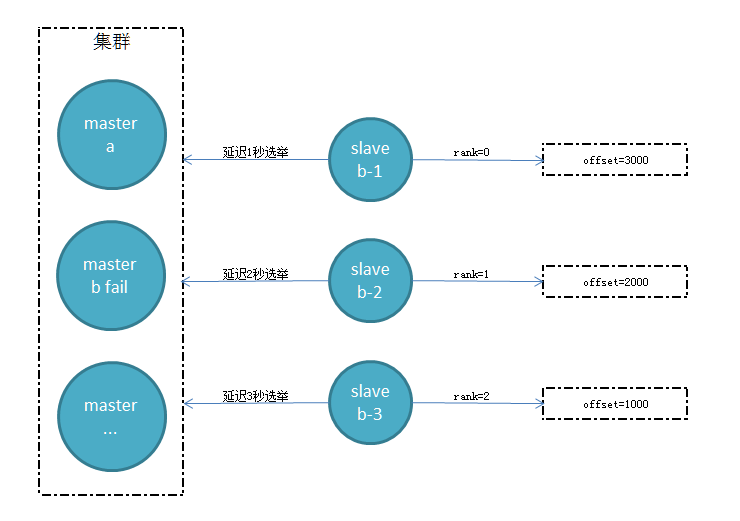 集群
master
a
延迟1秒选举
slave
b-1
rank=0
offset=3000
master
b fail
延迟2秒选举
slave
b-2
rank=1
offset=2000
master
...
延迟3秒选举
slave
b-3
rank=2
offset=1000